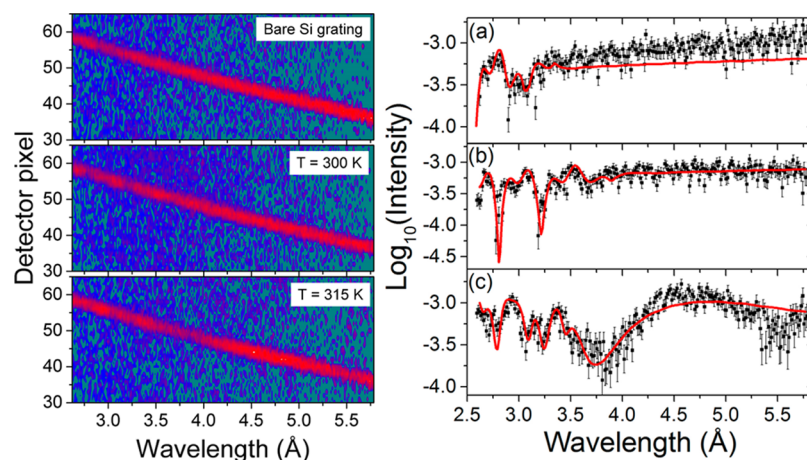 Bare Si grating
60
50
40
30
T = 300 K
60
50
40
30
T = 315 K
60
50
40
30
3.0 3.5 4.0 4.5 5.0 5.5
Wavelength (Å)
Detector pixel
(a)
-3.0
-3.5
-4.0
(b)
-3.0
-3.5
-4.0
-4.5
(c)
-3.0
-3.5
-4.0
2.5 3.0 3.5 4.0 4.5 5.0 5.5
Wavelength (Å)
Log10(Intensity)